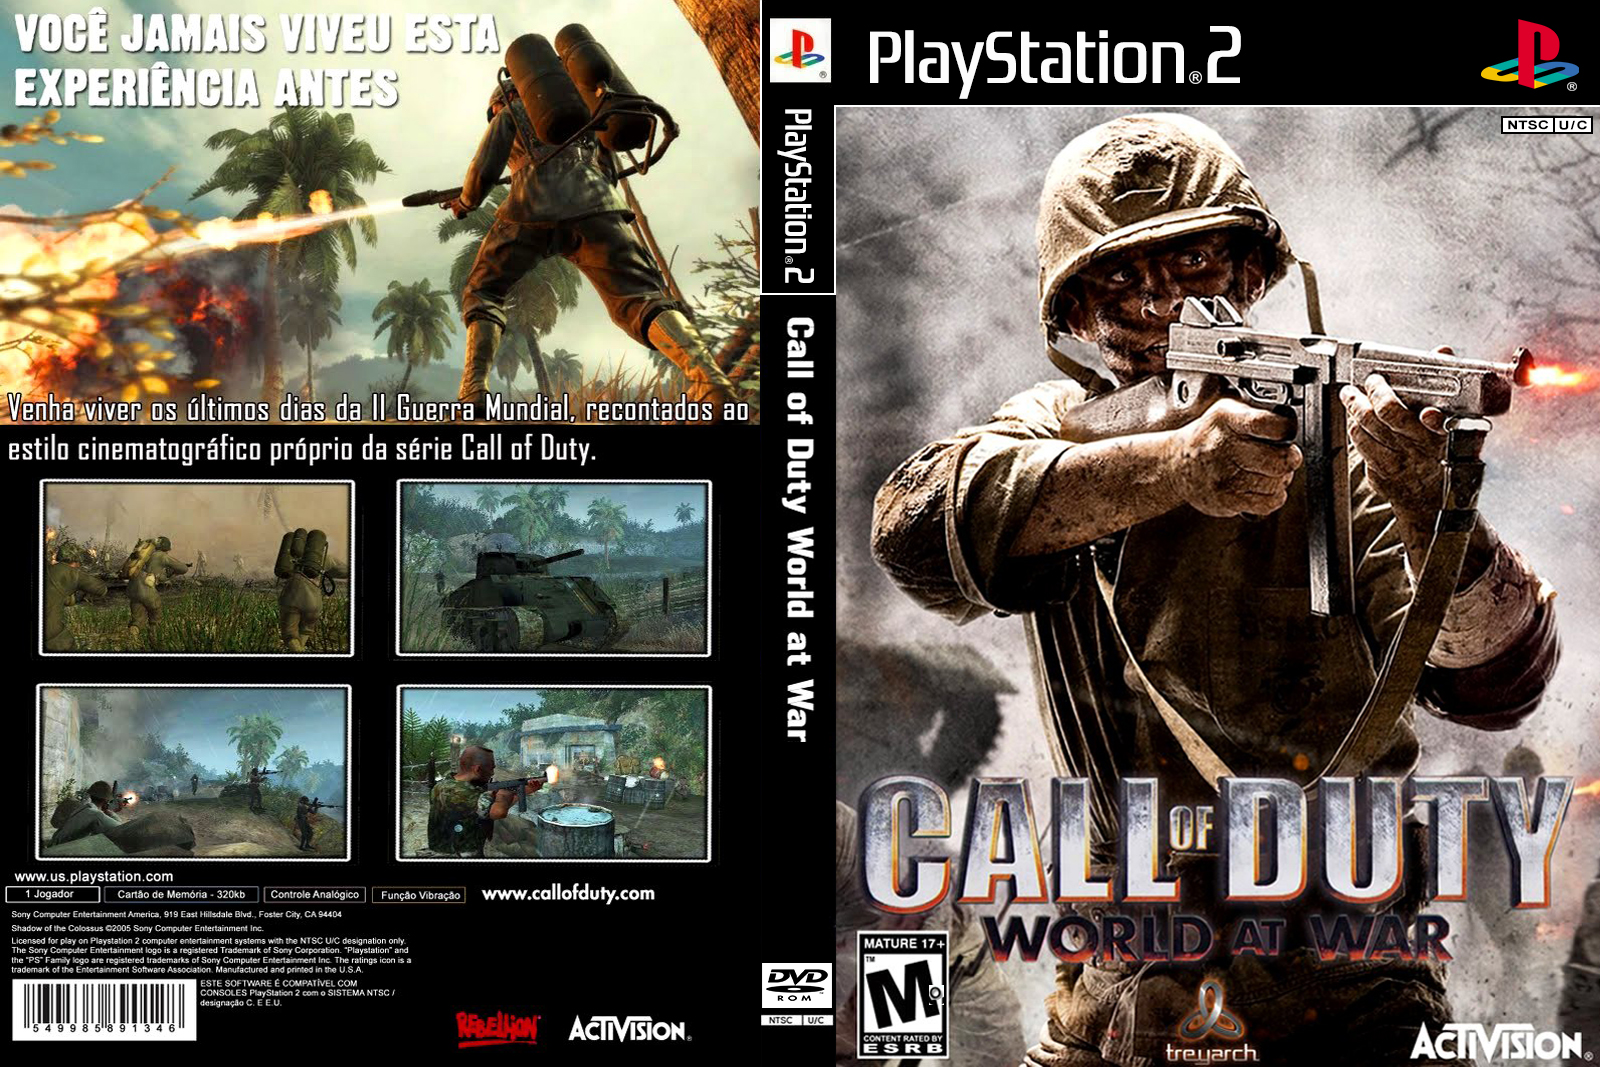 VOCÊ JAMAIS VIVEU ESTA
EXPERIÊNCIA ANTES
Venha viver os últimos dias da II Guerra Mundial, recontados ao
estilo cinematográfico próprio da série Call of Duty.
www.us.playstation.com
1 Jogador
Cartão de Memória - 320kb
Controle Analógico
Função Vibração
www.callofduty.com
Sony Computer Entertainment America, 919 East Hillsdale Blvd., Foster City, CA 94404
Shadow of the Colossus ©2005 Sony Computer Entertainment Inc.
Licensed for play on Playstation 2 computer entertainment systems with the NTSC U/C designation only.
The Sony Computer Entertainment logo is a registered Trademark of Sony Corporation. "Playstation" and
the "PS" Family logo are registered trademarks of Sony Computer Entertainment Inc. The ratings icon is a
trademark of the Entertainment Software Association. Manufactured and printed in the U.S.A.
ESTE SOFTWARE É COMPATÍVEL COM
CONSOLES PlayStation 2 com o SISTEMA NTSC /
designação C. E E.U.
5499985891346
REBELLION
ACTIVISION®
PlayStation®2
Call of Duty World at War
DVD
ROM
NTSC U/C
PlayStation®2
NTSC U/C
CALL OF DUTY
WORLD AT WAR
MATURE 17+
M
CONTENT RATED BY
ESRB
treyarch
ACTIVISION®